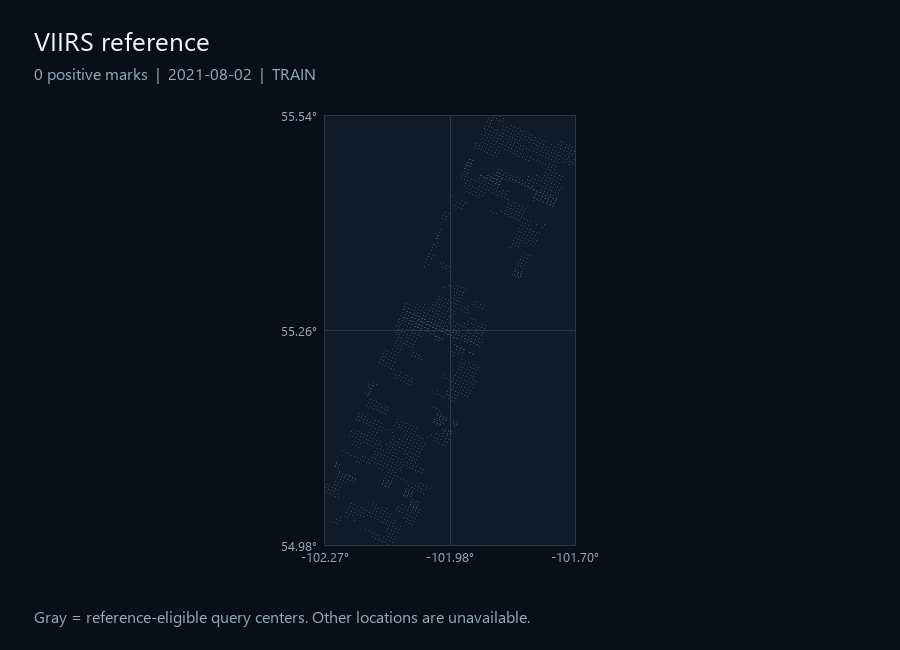 VIIRS reference
0 positive marks | 2021-08-02 | TRAIN
55.54°
55.26°
54.98°
-102.27° -101.98° -101.70°
Gray = reference-eligible query centers. Other locations are unavailable.